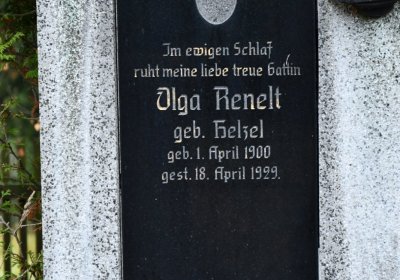 Im ewigen Schlaf
ruht meine liebe treue Gattin
Olga Renelt
geb. Helzel
geb. 1. April 1900
gest. 18. April 1929.